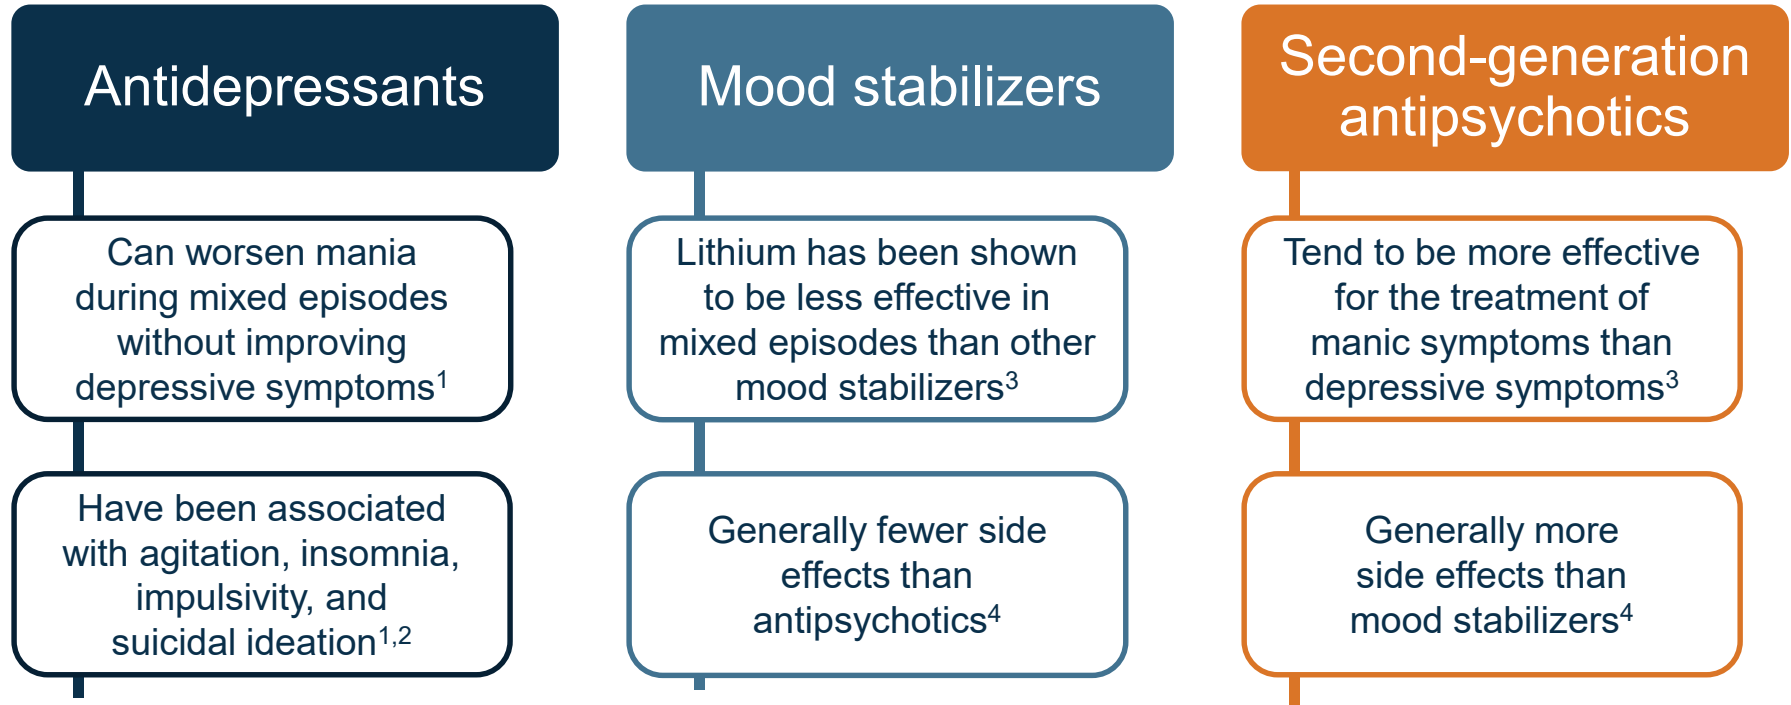 Antidepressants
Can worsen mania
during mixed episodes
without improving
depressive symptoms1
Have been associated
with agitation, insomnia,
impulsivity, and
suicidal ideation1,2
Mood stabilizers
Lithium has been shown
to be less effective in
mixed episodes than other
mood stabilizers3
Generally fewer side
effects than
antipsychotics4
Second-generation
antipsychotics
Tend to be more effective
for the treatment of
manic symptoms than
depressive symptoms3
Generally more
side effects than
mood stabilizers4